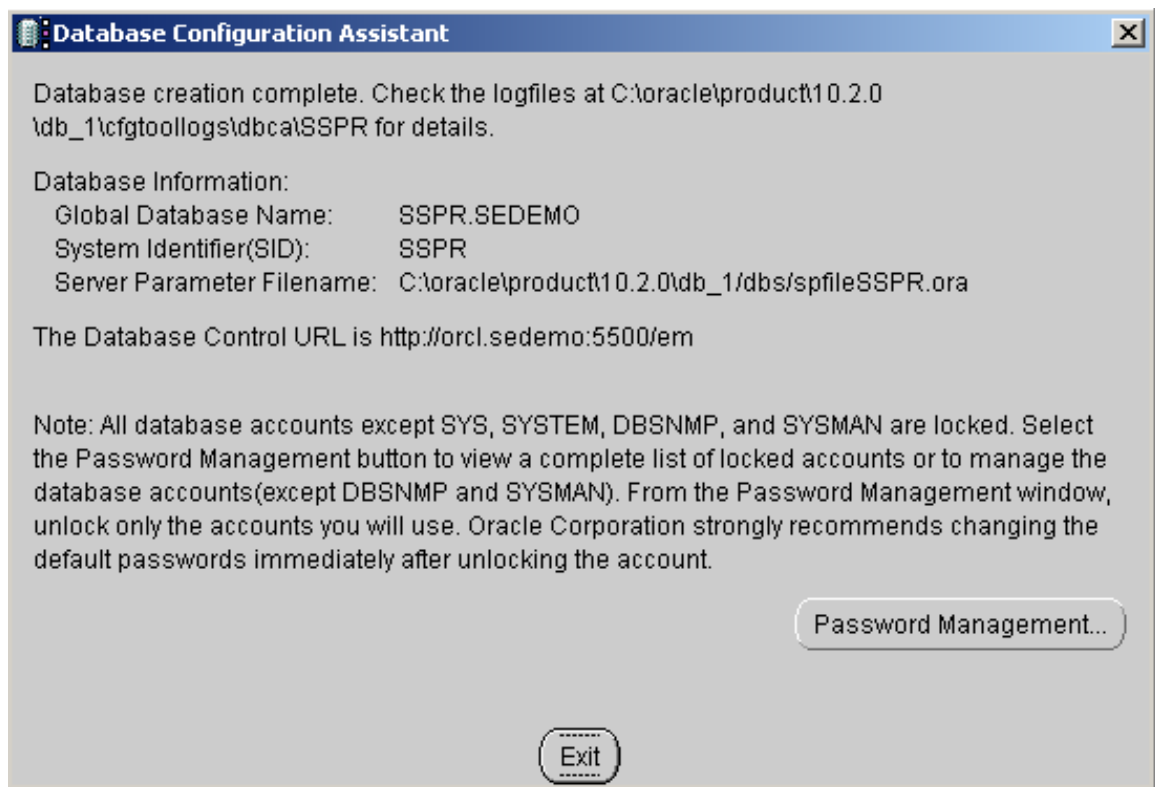 Database Configuration Assistant
Database creation complete. Check the logfiles at C:\oracle\product\10.2.0
\db_1\cfgtoollogs\dbca\SSPR for details.
Database Information:
Global Database Name: SSPR.SEDEMO
System Identifier(SID): SSPR
Server Parameter Filename: C:\oracle\product\10.2.0\db_1/dbs/spfileSSPR.ora
The Database Control URL is http://orcl.sedemo:5500/em
Note: All database accounts except SYS, SYSTEM, DBSNMP, and SYSMAN are locked. Select
the Password Management button to view a complete list of locked accounts or to manage the
database accounts(except DBSNMP and SYSMAN). From the Password Management window,
unlock only the accounts you will use. Oracle Corporation strongly recommends changing the
default passwords immediately after unlocking the account.
Password Management...
Exit